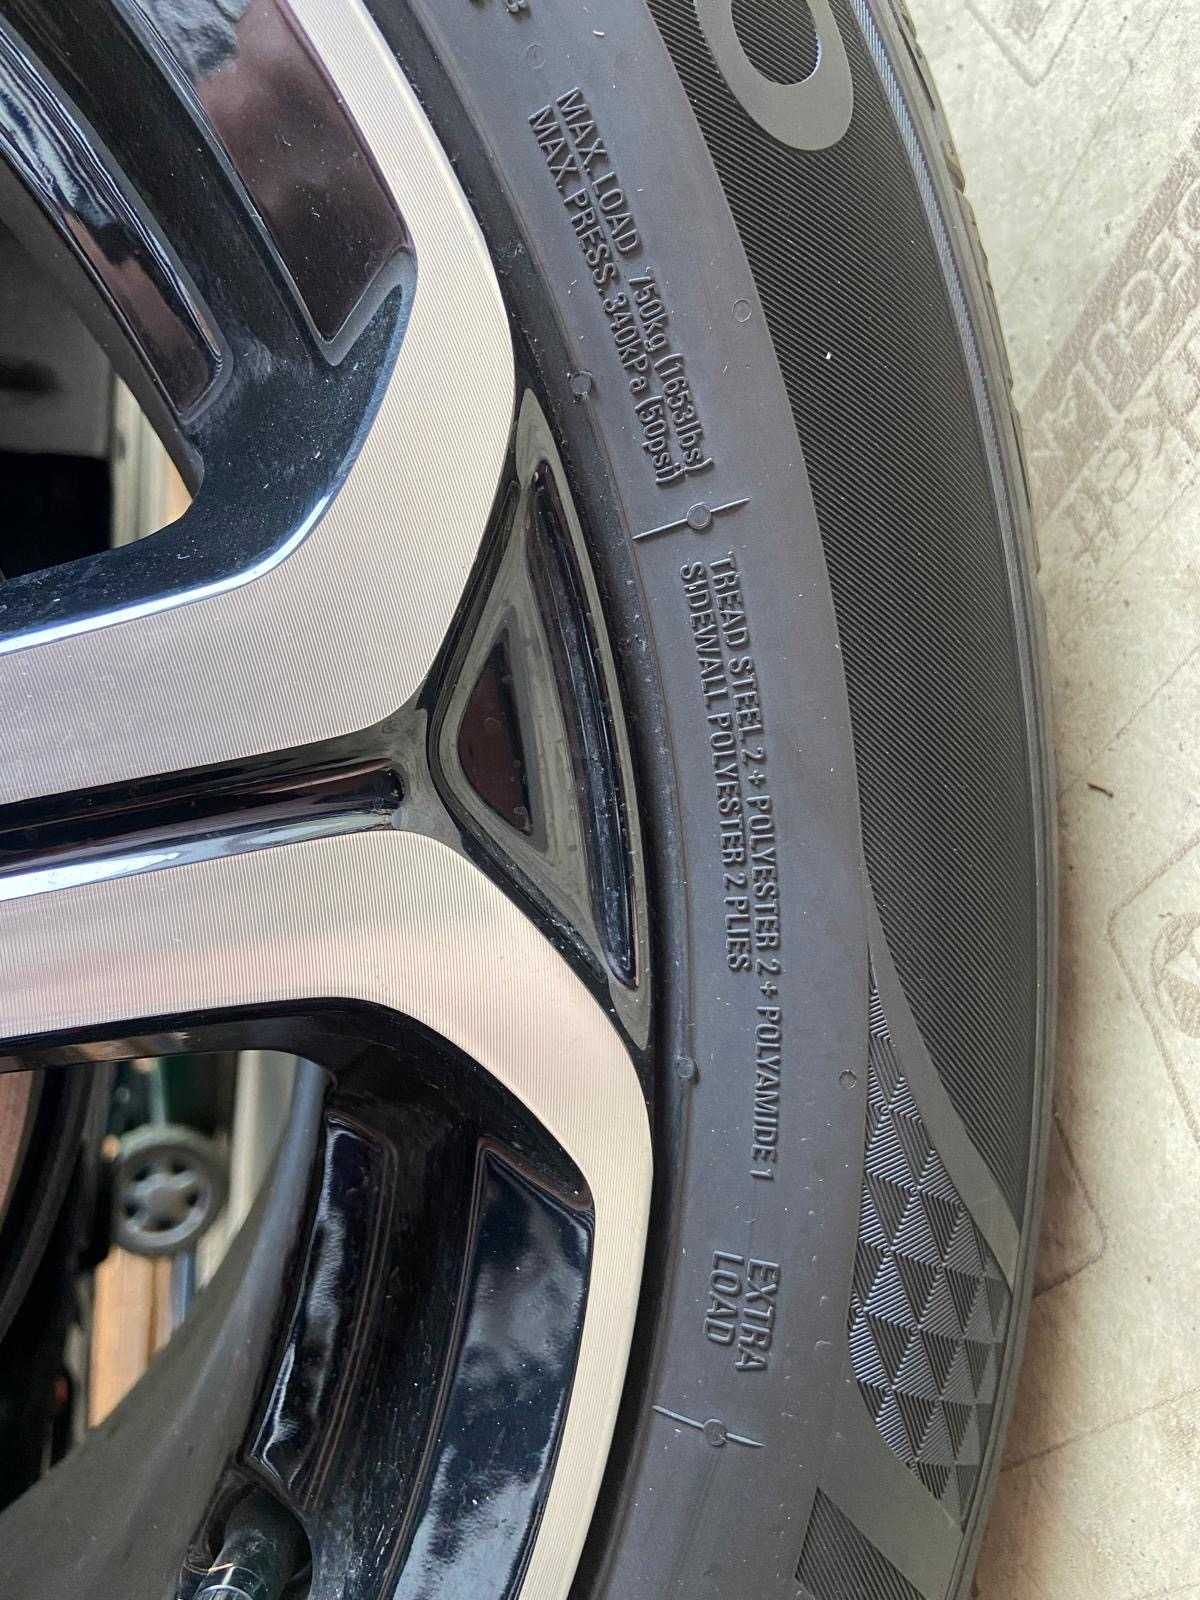 MAX. LOAD 750kg (1653lbs)
MAX. PRESS. 340kPa (50psi)
TREAD STEEL 2 + POLYESTER 2 + POLYAMIDE 1
SIDEWALL POLYESTER 2 PLIES
EXTRA
LOAD